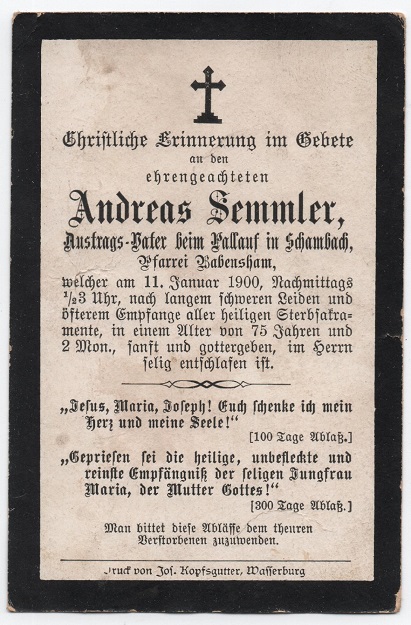 Christliche Erinnerung im Gebete
an den
ehrengeachteten
Andreas Semmler,
Austrags-Vater beim Pallauf in Schambach,
Pfarrei Babensham,
welcher am 11. Januar 1900, Nachmittags
1/23 Uhr, nach langem schweren Leiden und
öfterem Empfange aller heiligen Sterbsakra-
mente, in einem Alter von 75 Jahren und
2 Mon., sanft und gottergeben, im Herrn
selig entschlafen ist.
„Jesus, Maria, Joseph! Euch schenke ich mein
Herz und meine Seele!“
[100 Tage Ablaß.]
„Gepriesen sei die heilige, unbefleckte und
reinste Empfängniß der seligen Jungfrau
Maria, der Mutter Gottes!“
[300 Tage Ablaß.]
Man bittet diese Ablässe dem theuren
Verstorbenen zuzuwenden.
Druck von Jos. Kopfsgutter, Wasserburg